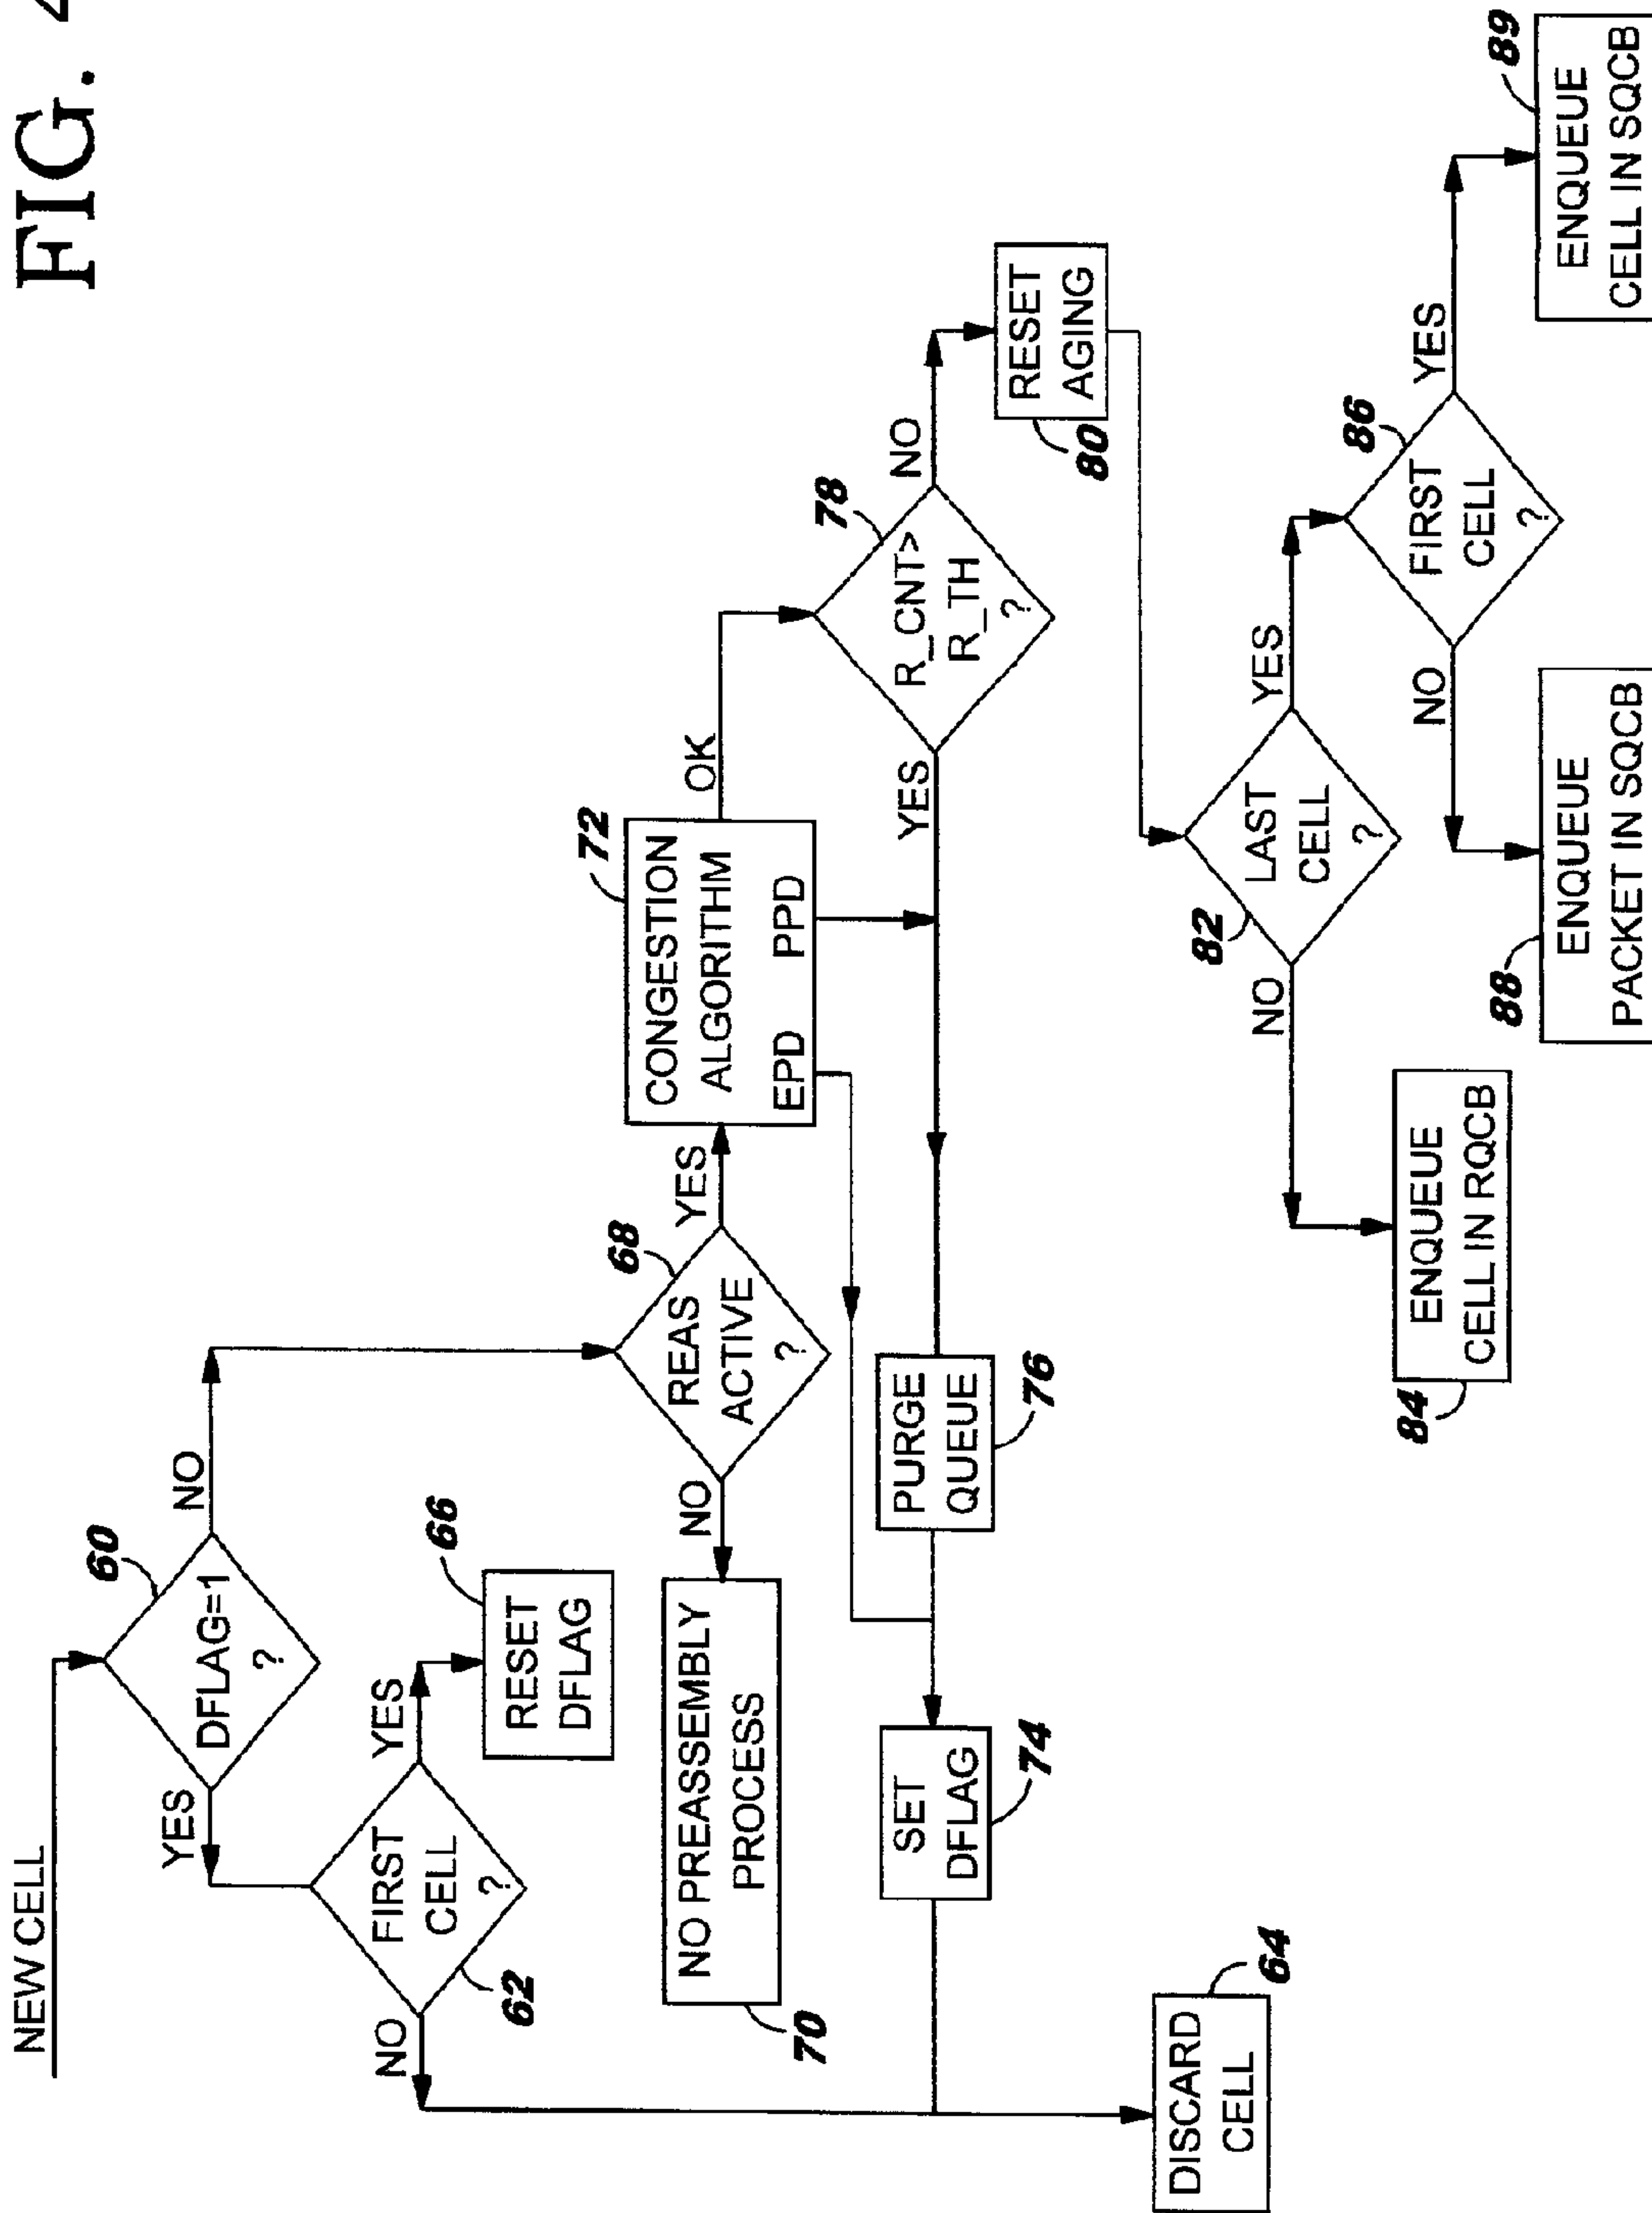 FIG. 4
NEW CELL
60
DFLAG=1
?
YES
NO
FIRST
CELL
?
62
NO
YES
66
RESET
DFLAG
68
REAS
ACTIVE
?
NO
YES
NO PREASSEMBLY
PROCESS
70
72
CONGESTION
ALGORITHM
EPD PPD
OK
78
R_CNT>
R_TH
?
YES
NO
PURGE
QUEUE
76
SET
DFLAG
74
DISCARD
CELL
64
RESET
AGING
80
LAST
CELL
?
82
NO
YES
ENQUEUE
CELL IN RQCB
84
86
FIRST
CELL
?
NO
YES
ENQUEUE
PACKET IN SQCB
88
ENQUEUE
CELL IN SQCB
89